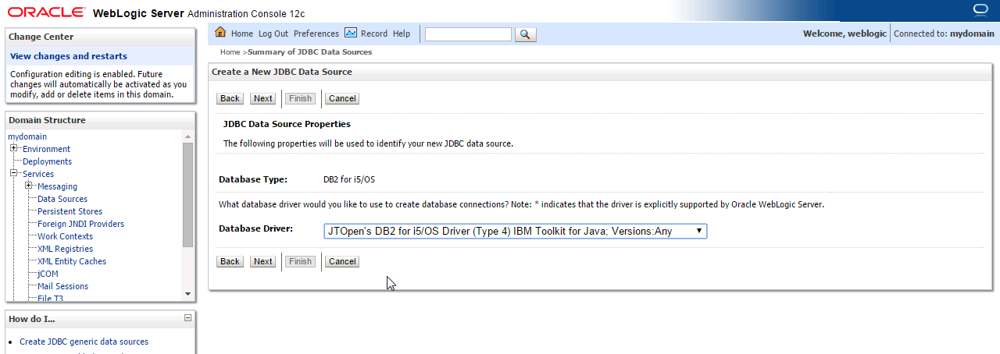 ORACLE® WebLogic Server Administration Console 12c
Change Center
View changes and restarts
Configuration editing is enabled. Future
changes will automatically be activated as you
modify, add or delete items in this domain.
Domain Structure
mydomain
Environment
Deployments
Services
Messaging
Data Sources
Persistent Stores
Foreign JNDI Providers
Work Contexts
XML Registries
XML Entity Caches
jCOM
Mail Sessions
File T3
How do I...
Create JDBC generic data sources
Home Log Out Preferences Record Help
Welcome, weblogic Connected to: mydomain
Home >Summary of JDBC Data Sources
Create a New JDBC Data Source
Back Next Finish Cancel
JDBC Data Source Properties
The following properties will be used to identify your new JDBC data source.
Database Type: DB2 for i5/OS
What database driver would you like to use to create database connections? Note: * indicates that the driver is explicitly supported by Oracle WebLogic Server.
Database Driver: JTOpen's DB2 for i5/OS Driver (Type 4) IBM Toolkit for Java; Versions:Any
Back Next Finish Cancel